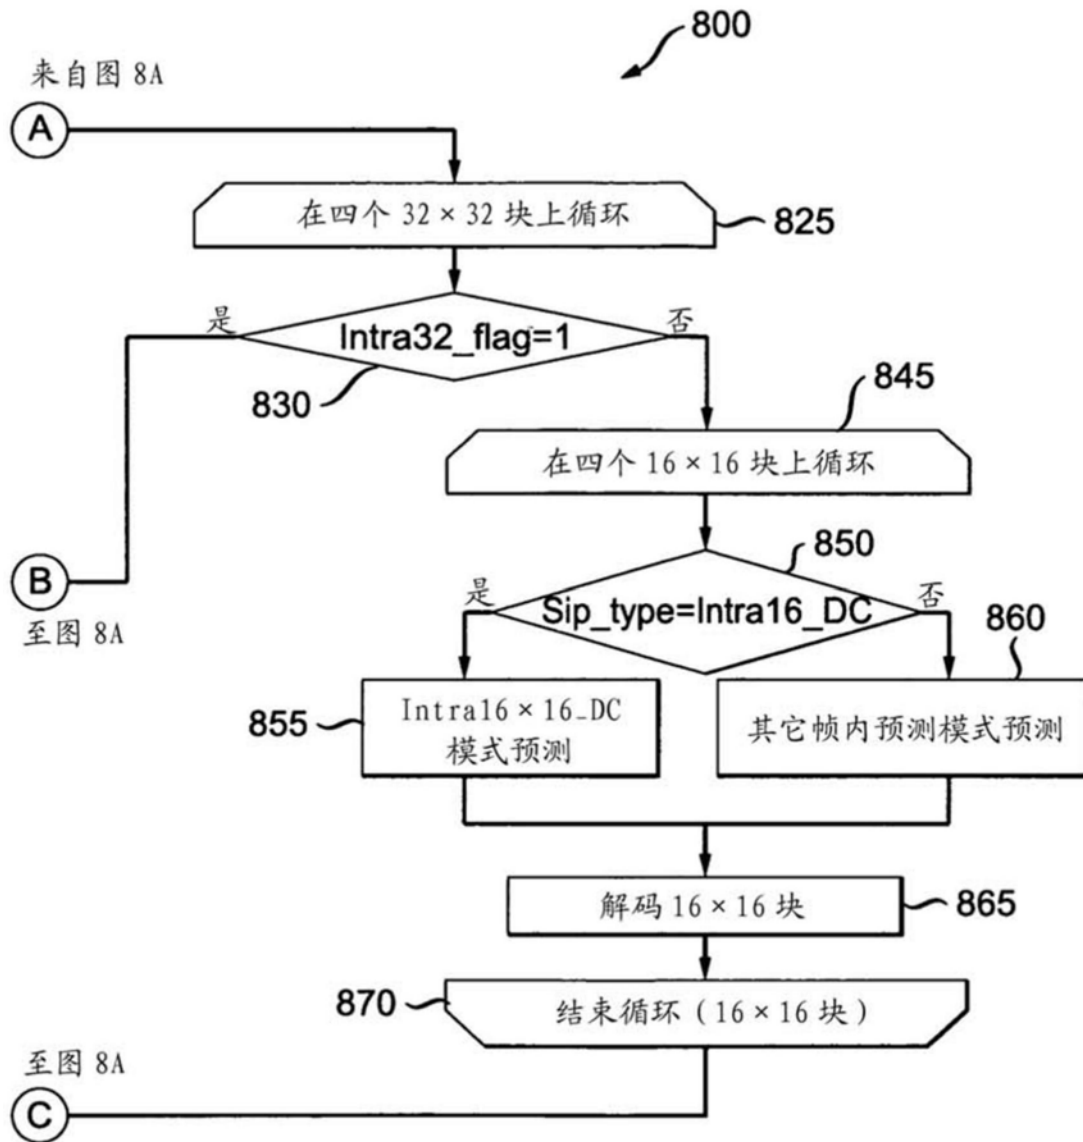 800
来自图 8A
A
在四个 32×32 块上循环
825
是
Intra32_flag=1
否
830
845
在四个 16×16 块上循环
B
至图 8A
850
是
Sip_type=Intra16_DC
否
860
855
Intra16×16_DC
模式预测
其它帧内预测模式预测
解码 16×16 块
865
870
结束循环 (16×16 块)
至图 8A
C